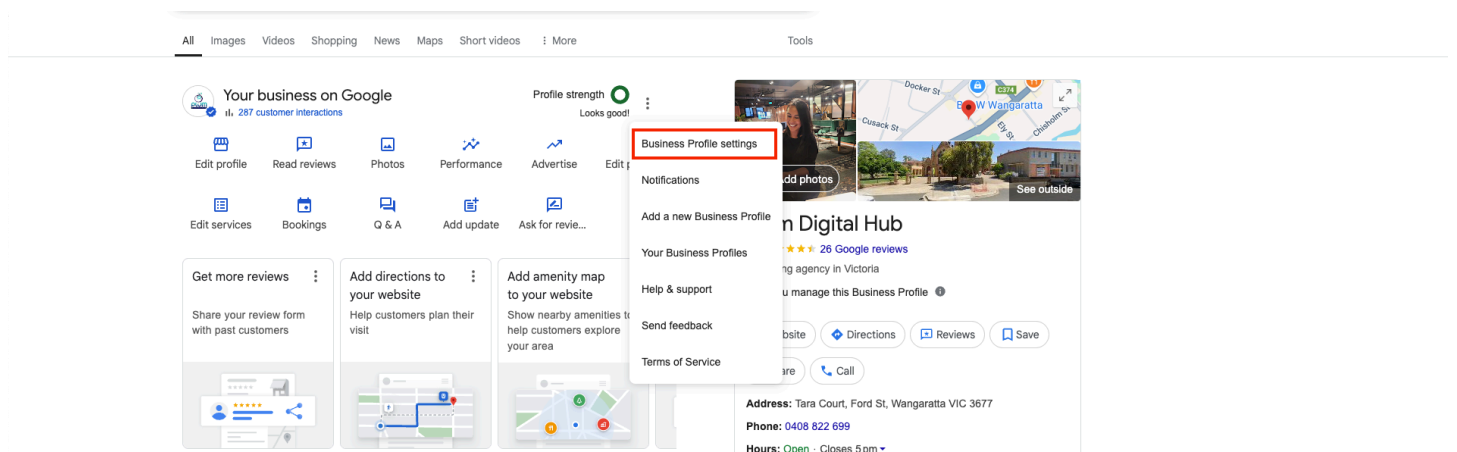 All Images Videos Shopping News Maps Short videos More Tools
Your business on Google
287 customer interactions
Profile strength
Looks good!
Edit profile Read reviews Photos Performance Advertise Edit
Edit services Bookings Q & A Add update Ask for revie...
Get more reviews
Share your review form
with past customers
Add directions to
your website
Help customers plan their
visit
Add amenity map
to your website
Show nearby amenities to
help customers explore
your area
Business Profile settings
Notifications
Add a new Business Profile
Your Business Profiles
Help & support
Send feedback
Terms of Service
photos
Docker St
C374
Cusack St
Wangaratta
Ely St
Chisholm St
See outside
Digital Hub
26 Google reviews
agency in Victoria
manage this Business Profile
Directions Reviews Save
Call
Address: Tara Court, Ford St, Wangaratta VIC 3677
Phone: 0408 822 699
Hours: Open · Closes 5 pm